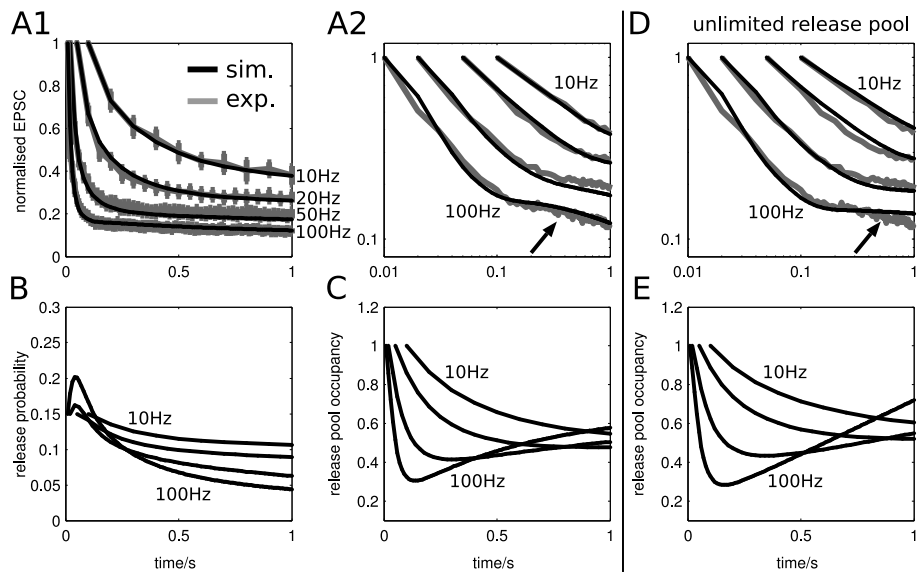 A1
A2
D
unlimited release pool
normalised EPSC
1
0.8
0.6
0.4
0.2
0
sim.
exp.
10Hz
20Hz
50Hz
100Hz
0
0.5
1
1
0.1
10Hz
100Hz
0.01
0.1
1
1
0.1
10Hz
100Hz
0.01
0.1
1
B
C
E
release probability
0.3
0.25
0.2
0.15
0.1
0.05
0
10Hz
100Hz
0
0.5
1
time/s
release pool occupancy
1.2
1
0.8
0.6
0.4
0.2
10Hz
100Hz
0
0.5
1
time/s
release pool occupancy
1.2
1
0.8
0.6
0.4
0.2
10Hz
100Hz
0
0.5
1
time/s